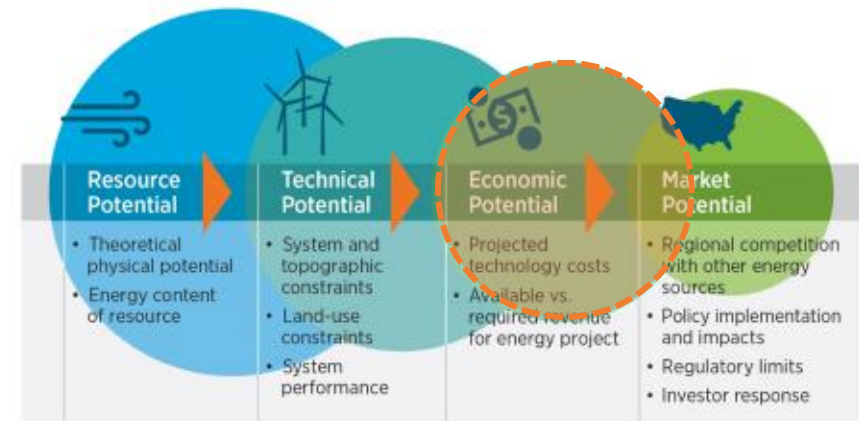 Resource
Potential
• Theoretical
physical potential
• Energy content
of resource
Technical
Potential
• System and
topographic
constraints
• Land-use
constraints
• System
performance
$
Economic
Potential
• Projected
technology costs
• Available vs.
required revenue
for energy project
Market
Potential
• Regional competition
with other energy
sources
• Policy implementation
and impacts
• Regulatory limits
• Investor response